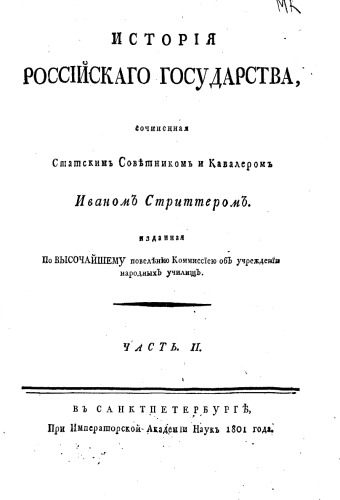 МК
ИСТОРІЯ
РОССІЙСКАГО ГОСУДАРСТВА,
сочиненная
Статскимъ Совѣтникомъ и Кавалеромъ
Иваномъ Стриттеромъ.
изданная
По ВЫСОЧАЙШЕМУ повелѣнію Коммиссіею объ учрежденіи
народныхъ училищъ.
ЧАСТЬ. II.
ВЪ САНКТПЕТЕРБУРГѢ,
При Императорской Академіи Наукъ 1801 года.